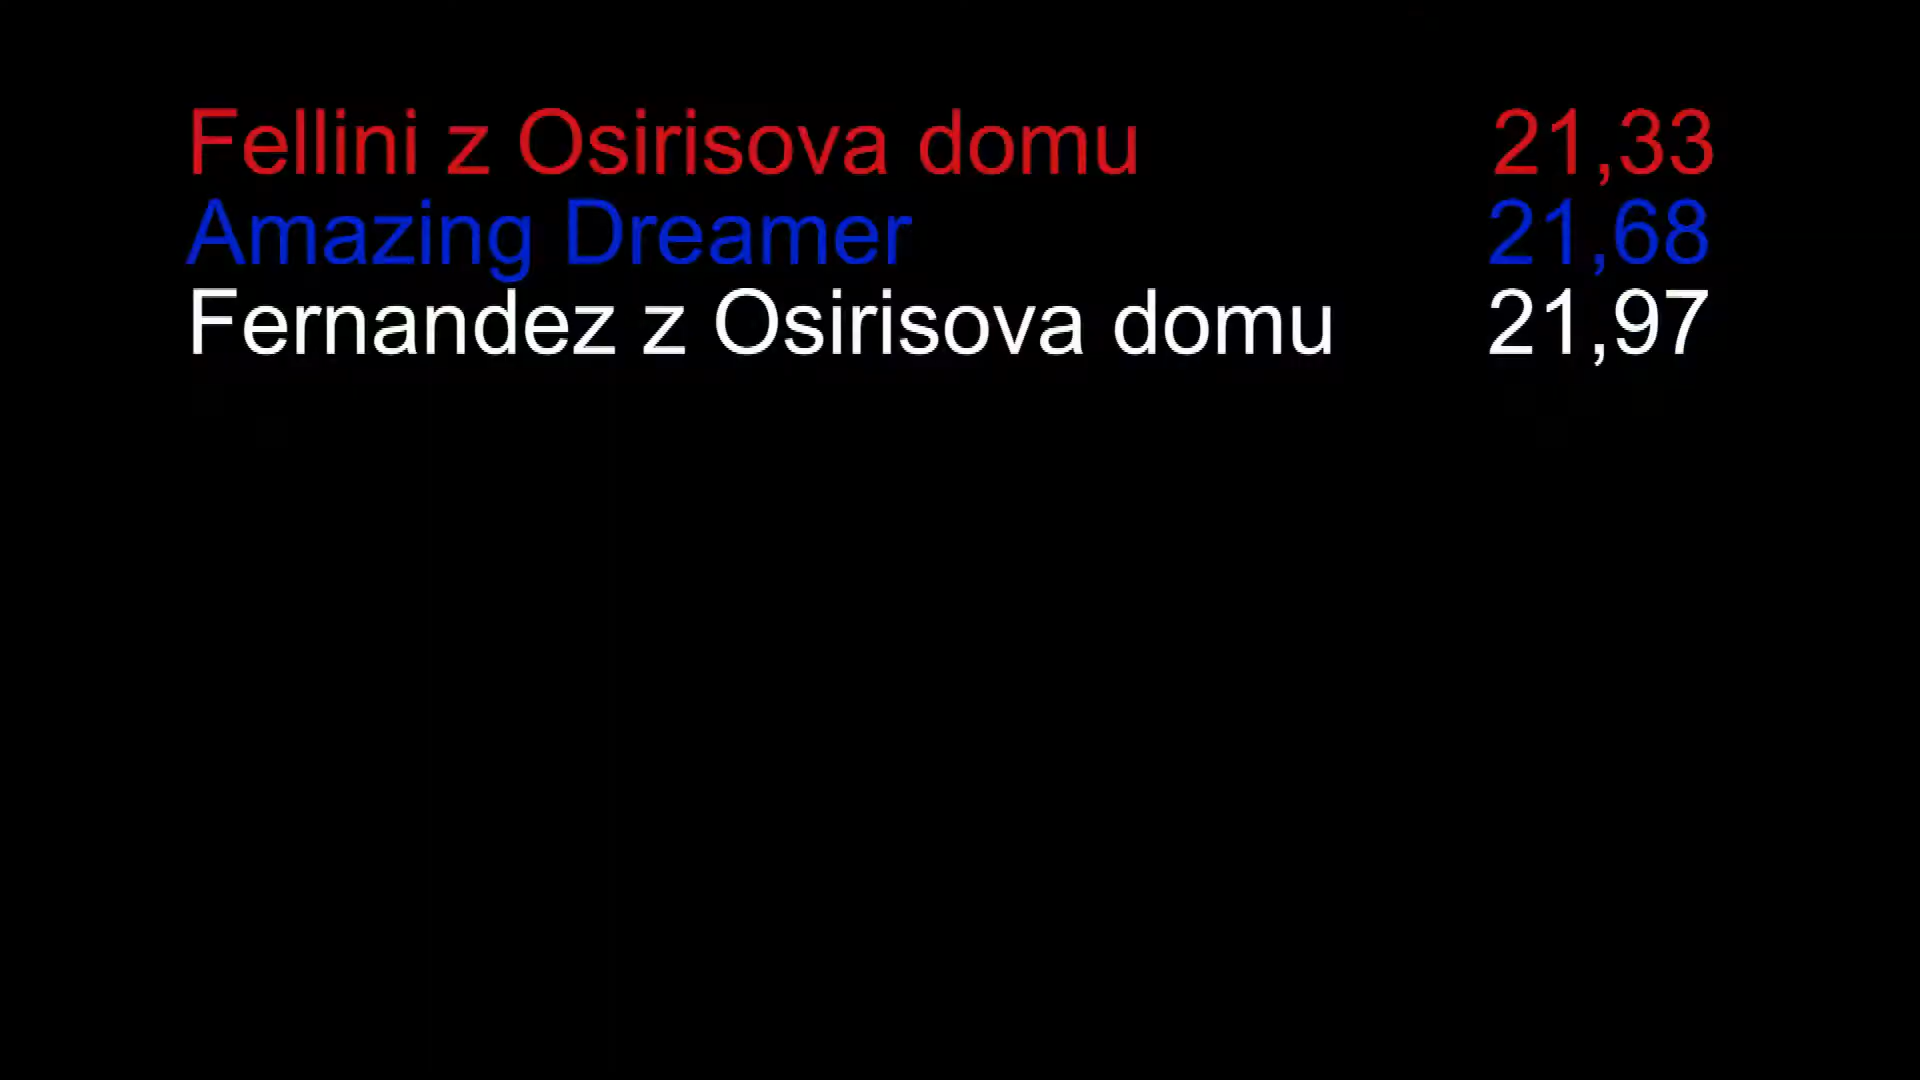 Fellini z Osirisova domu 21,33
Amazing Dreamer 21,68
Fernandez z Osirisova domu 21,97